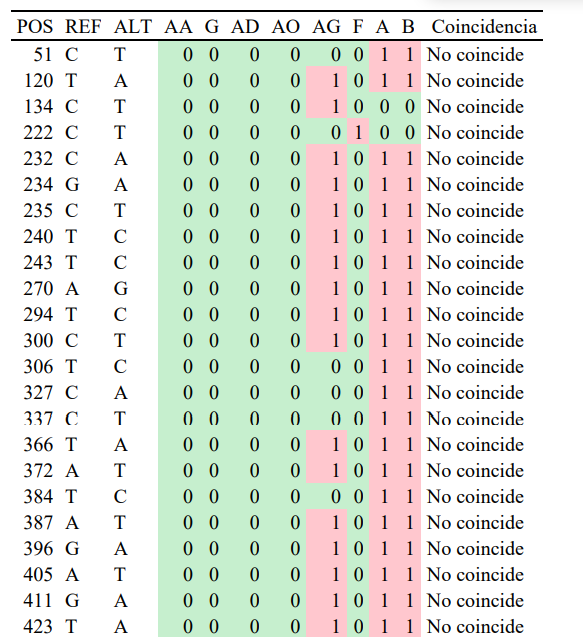 POS REF ALT AA G AD AO AG F A B Coincidencia
51 C T 0 0 0 0 0 0 1 1 No coincide
120 T A 0 0 0 0 1 0 1 1 No coincide
134 C T 0 0 0 0 1 0 0 0 No coincide
222 C T 0 0 0 0 0 1 0 0 No coincide
232 C A 0 0 0 0 1 0 1 1 No coincide
234 G A 0 0 0 0 1 0 1 1 No coincide
235 C T 0 0 0 0 1 0 1 1 No coincide
240 T C 0 0 0 0 1 0 1 1 No coincide
243 T C 0 0 0 0 1 0 1 1 No coincide
270 A G 0 0 0 0 1 0 1 1 No coincide
294 T C 0 0 0 0 1 0 1 1 No coincide
300 C T 0 0 0 0 1 0 1 1 No coincide
306 T C 0 0 0 0 0 0 1 1 No coincide
327 C A 0 0 0 0 0 0 1 1 No coincide
337 C T 0 0 0 0 0 0 1 1 No coincide
366 T A 0 0 0 0 1 0 1 1 No coincide
372 A T 0 0 0 0 1 0 1 1 No coincide
384 T C 0 0 0 0 0 0 1 1 No coincide
387 A T 0 0 0 0 1 0 1 1 No coincide
396 G A 0 0 0 0 1 0 1 1 No coincide
405 A T 0 0 0 0 1 0 1 1 No coincide
411 G A 0 0 0 0 1 0 1 1 No coincide
423 T A 0 0 0 0 1 0 1 1 No coincide